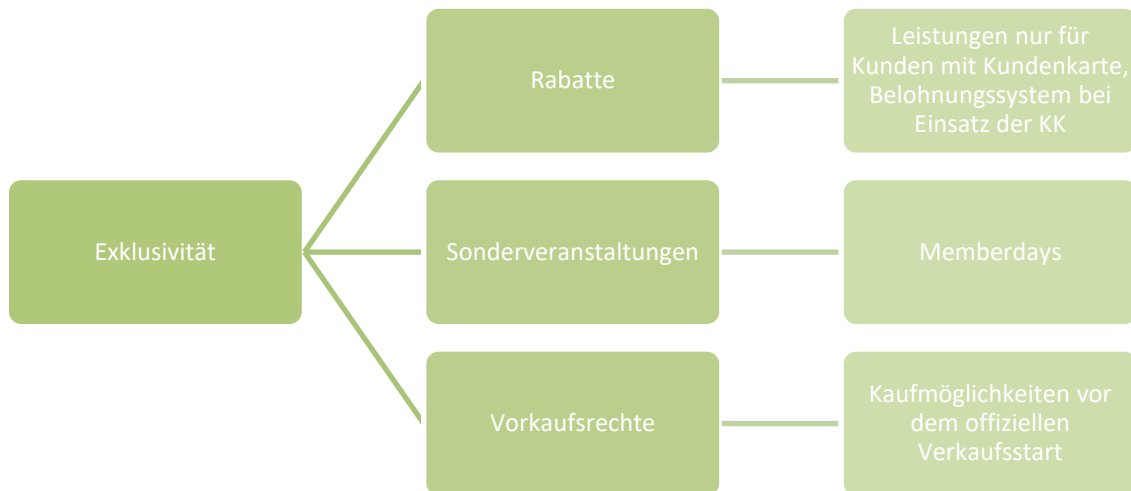 Exklusivität
Rabatte
Leistungen nur für
Kunden mit Kundenkarte,
Belohnungssystem bei
Einsatz der KK
Sonderveranstaltungen
Memberdays
Vorkaufsrechte
Kaufmöglichkeiten vor
dem offiziellen
Verkaufsstart